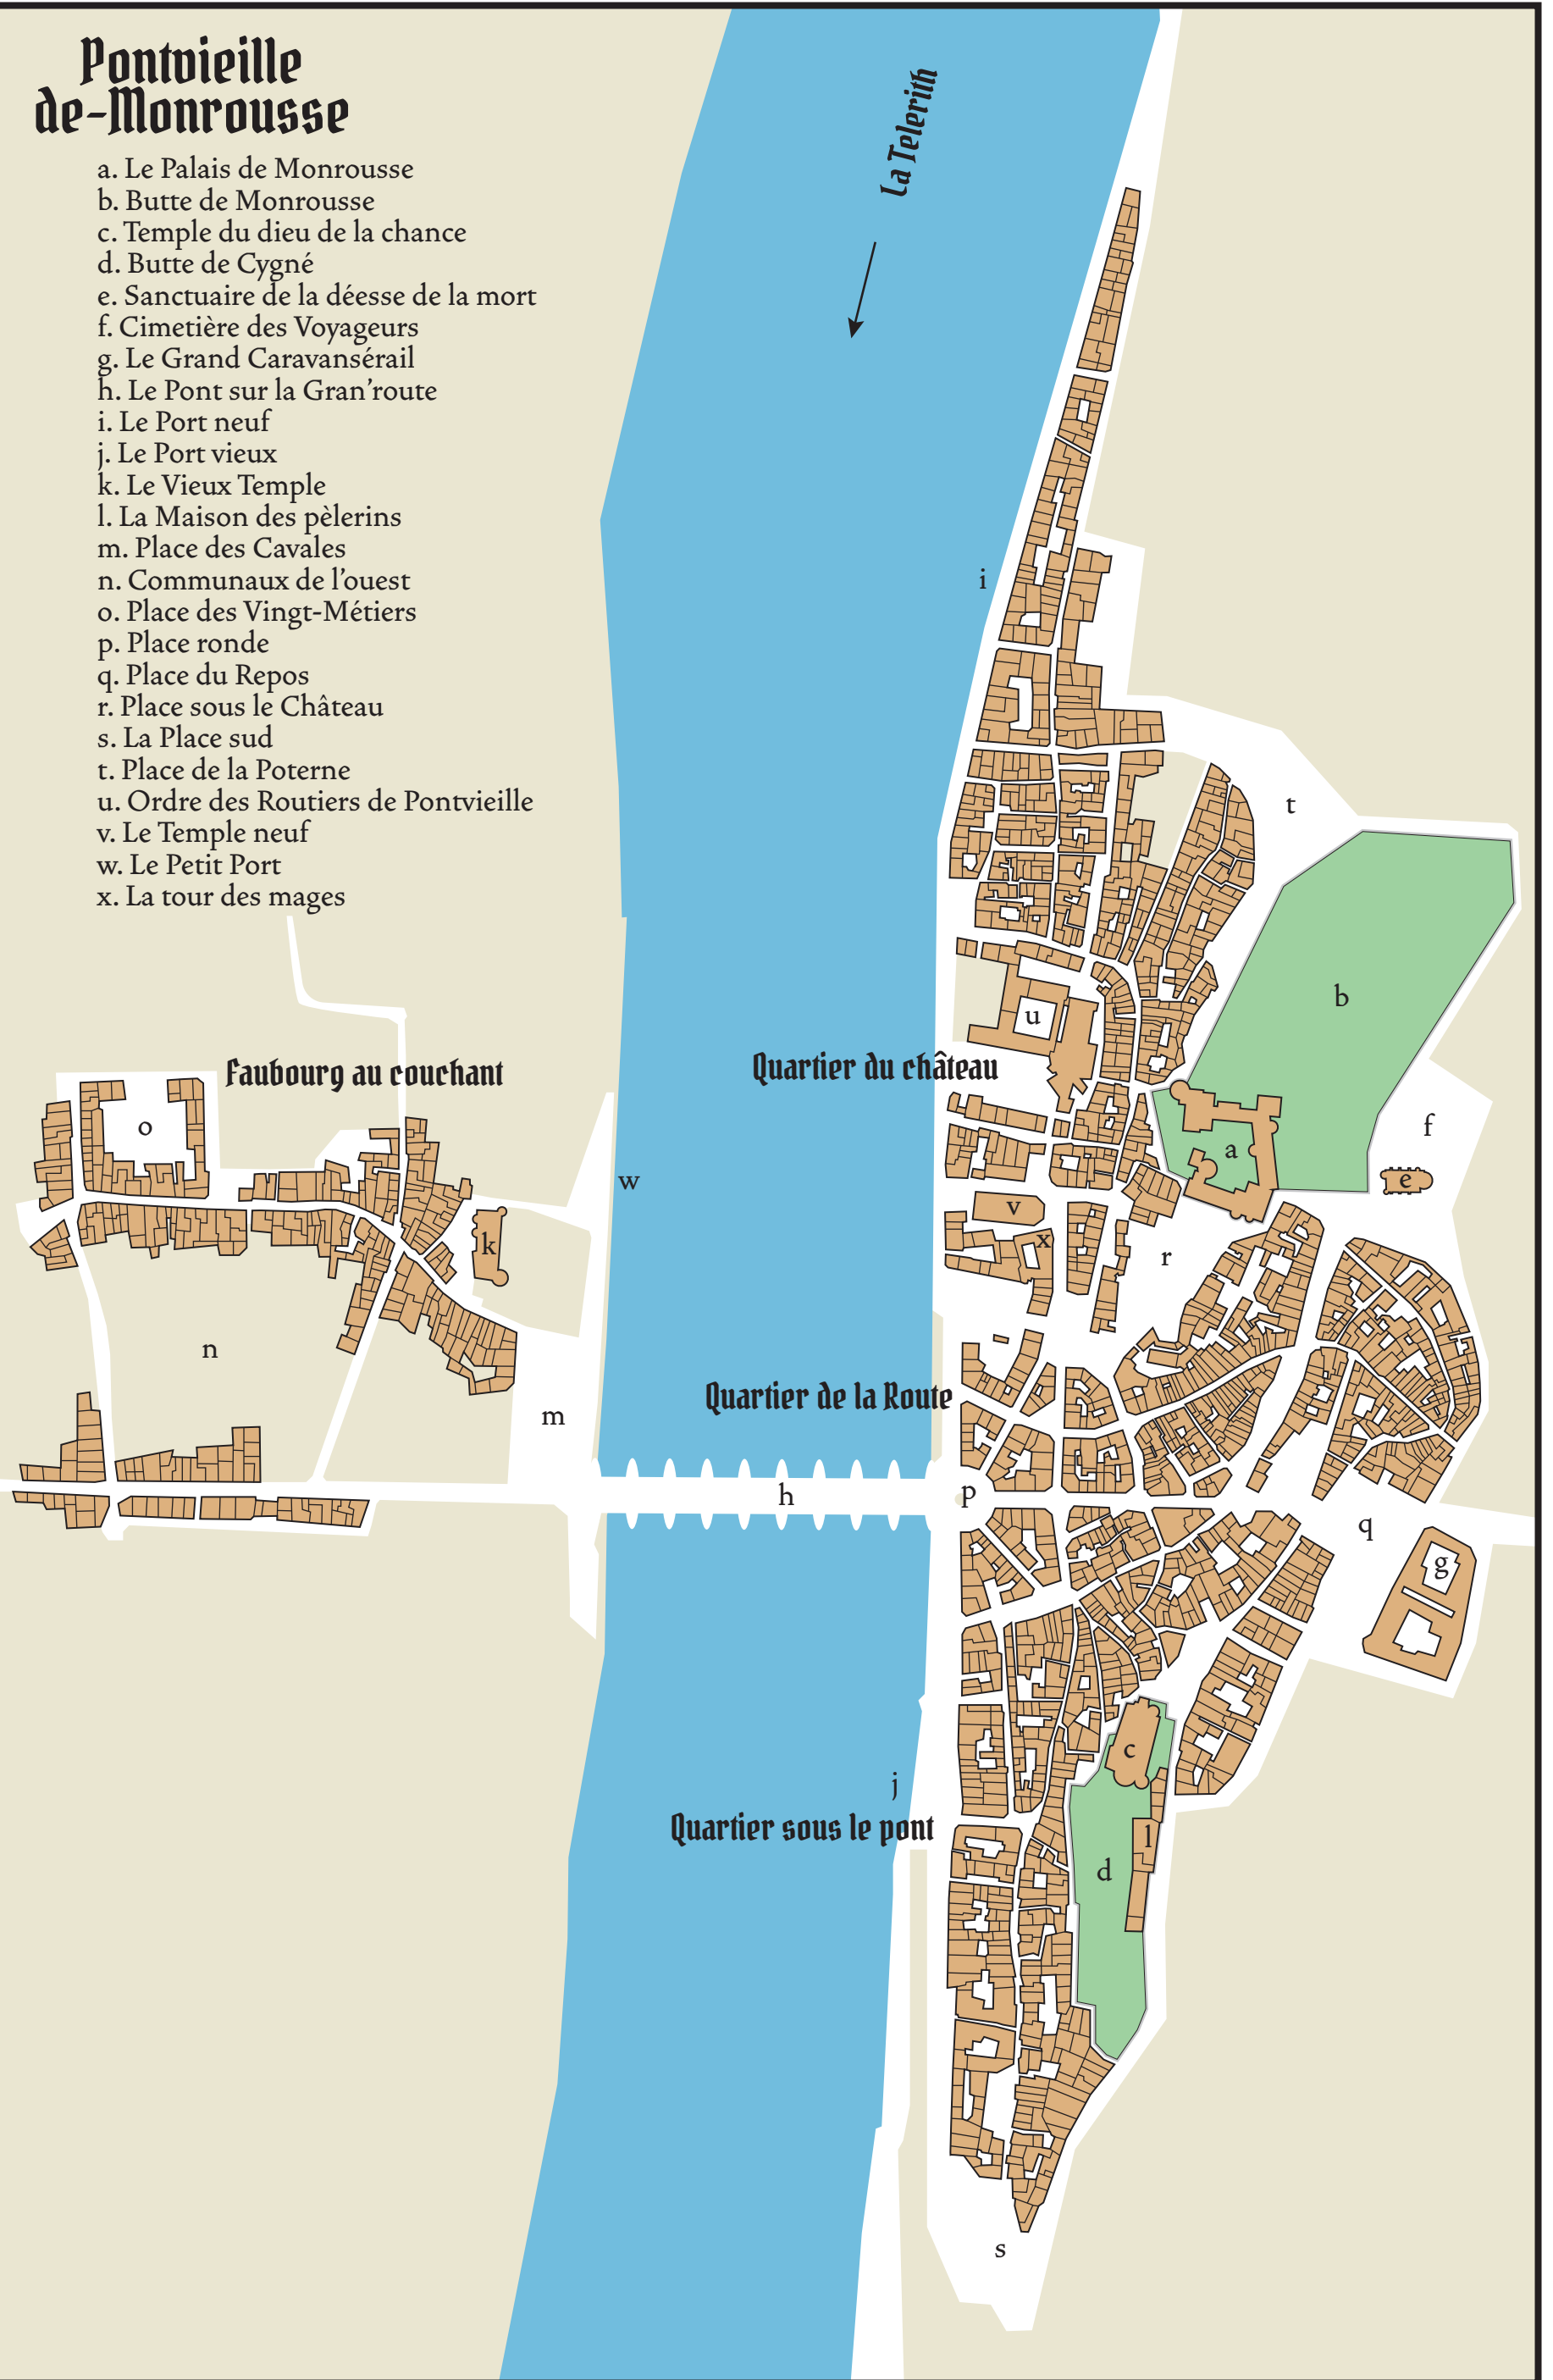 Pontvieille
de-Monrousse
a. Le Palais de Monrousse
b. Butte de Monrousse
c. Temple du dieu de la chance
d. Butte de Cygné
e. Sanctuaire de la déesse de la mort
f. Cimetière des Voyageurs
g. Le Grand Caravansérail
h. Le Pont sur la Gran’route
i. Le Port neuf
j. Le Port vieux
k. Le Vieux Temple
l. La Maison des pèlerins
m. Place des Cavales
n. Communaux de l’ouest
o. Place des Vingt-Métiers
p. Place ronde
q. Place du Repos
r. Place sous le Château
s. La Place sud
t. Place de la Poterne
u. Ordre des Routiers de Pontvieille
v. Le Temple neuf
w. Le Petit Port
x. La tour des mages
La Telerith
i
t
b
u
Quartier du château
Faubourg au couchant
o
f
a
e
w
v
x
k
r
n
Quartier de la Route
m
h
p
q
g
c
j
Quartier sous le pont
l
d
s